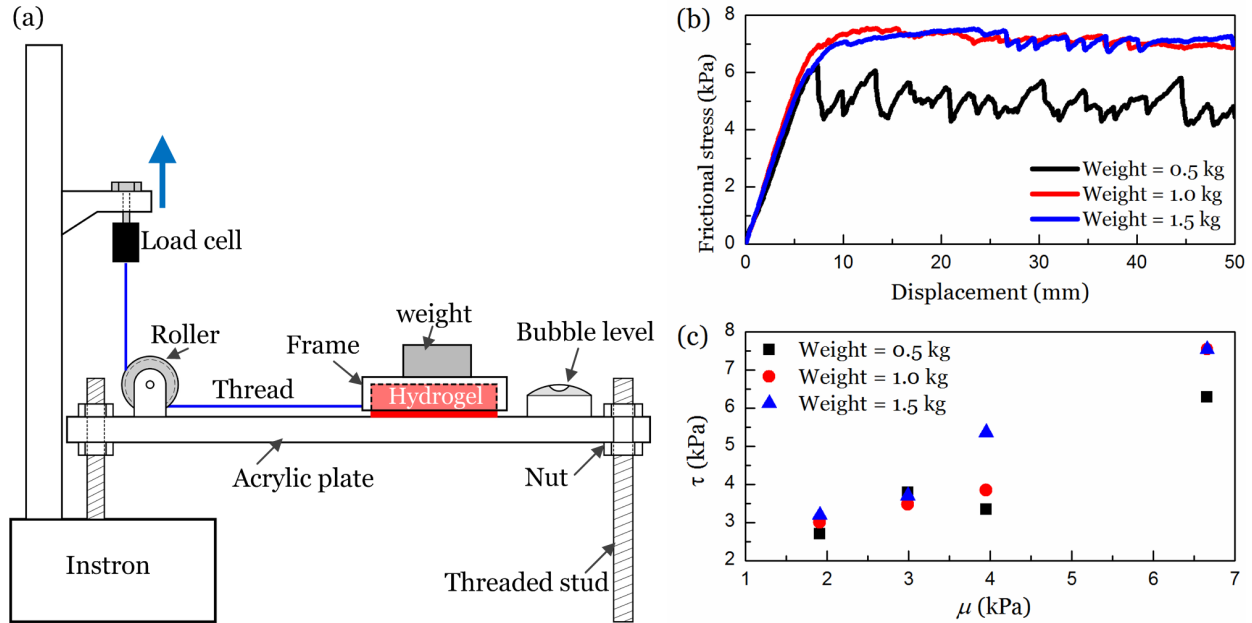 (a)
Load cell
Roller
Thread
Frame
weight
Bubble level
Hydrogel
Acrylic plate
Nut
Threaded stud
Instron
(b)
8
6
4
2
0
Frictional stress (kPa)
Weight = 0.5 kg
Weight = 1.0 kg
Weight = 1.5 kg
0 10 20 30 40 50
Displacement (mm)
(c)
8
7
6
5
4
3
2
τ (kPa)
Weight = 0.5 kg
Weight = 1.0 kg
Weight = 1.5 kg
1 2 3 4 5 6 7
μ (kPa)